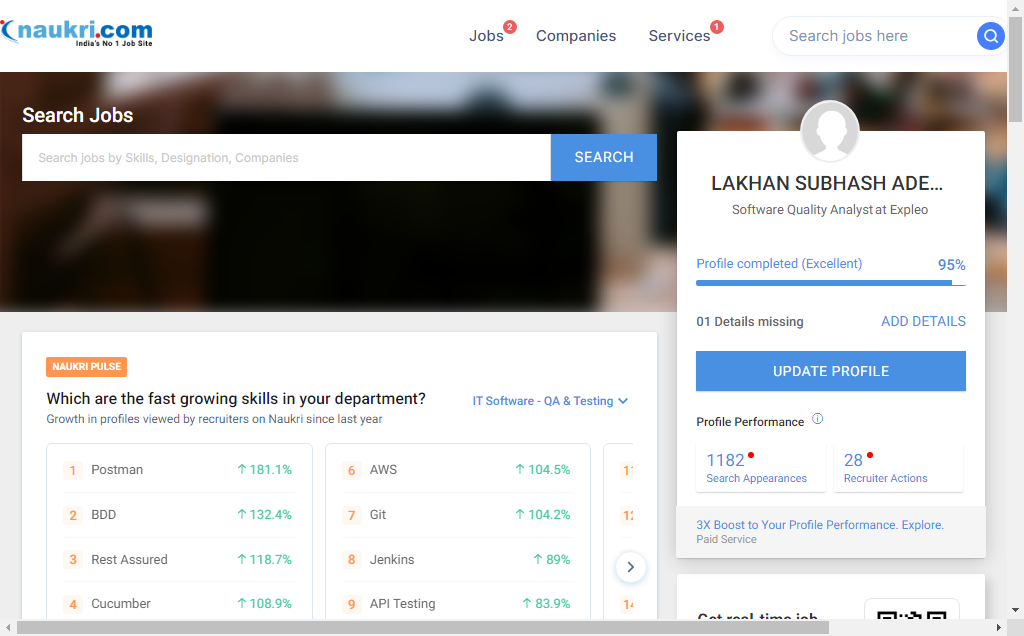 naukri.com
India's No 1 Job Site
Jobs 2
Companies
Services 1
Search jobs here
Search Jobs
Search jobs by Skills, Designation, Companies
SEARCH
LAKHAN SUBHASH ADE...
Software Quality Analyst at Expleo
Profile completed (Excellent) 95%
01 Details missing ADD DETAILS
UPDATE PROFILE
Profile Performance
1182
Search Appearances
28
Recruiter Actions
3X Boost to Your Profile Performance. Explore.
Paid Service
NAUKRI PULSE
Which are the fast growing skills in your department?
Growth in profiles viewed by recruiters on Naukri since last year
IT Software - QA & Testing
1 Postman ↑ 181.1%
2 BDD ↑ 132.4%
3 Rest Assured ↑ 118.7%
4 Cucumber ↑ 108.9%
6 AWS ↑ 104.5%
7 Git ↑ 104.2%
8 Jenkins ↑ 89%
9 API Testing ↑ 83.9%
11
12
14
Get real-time job